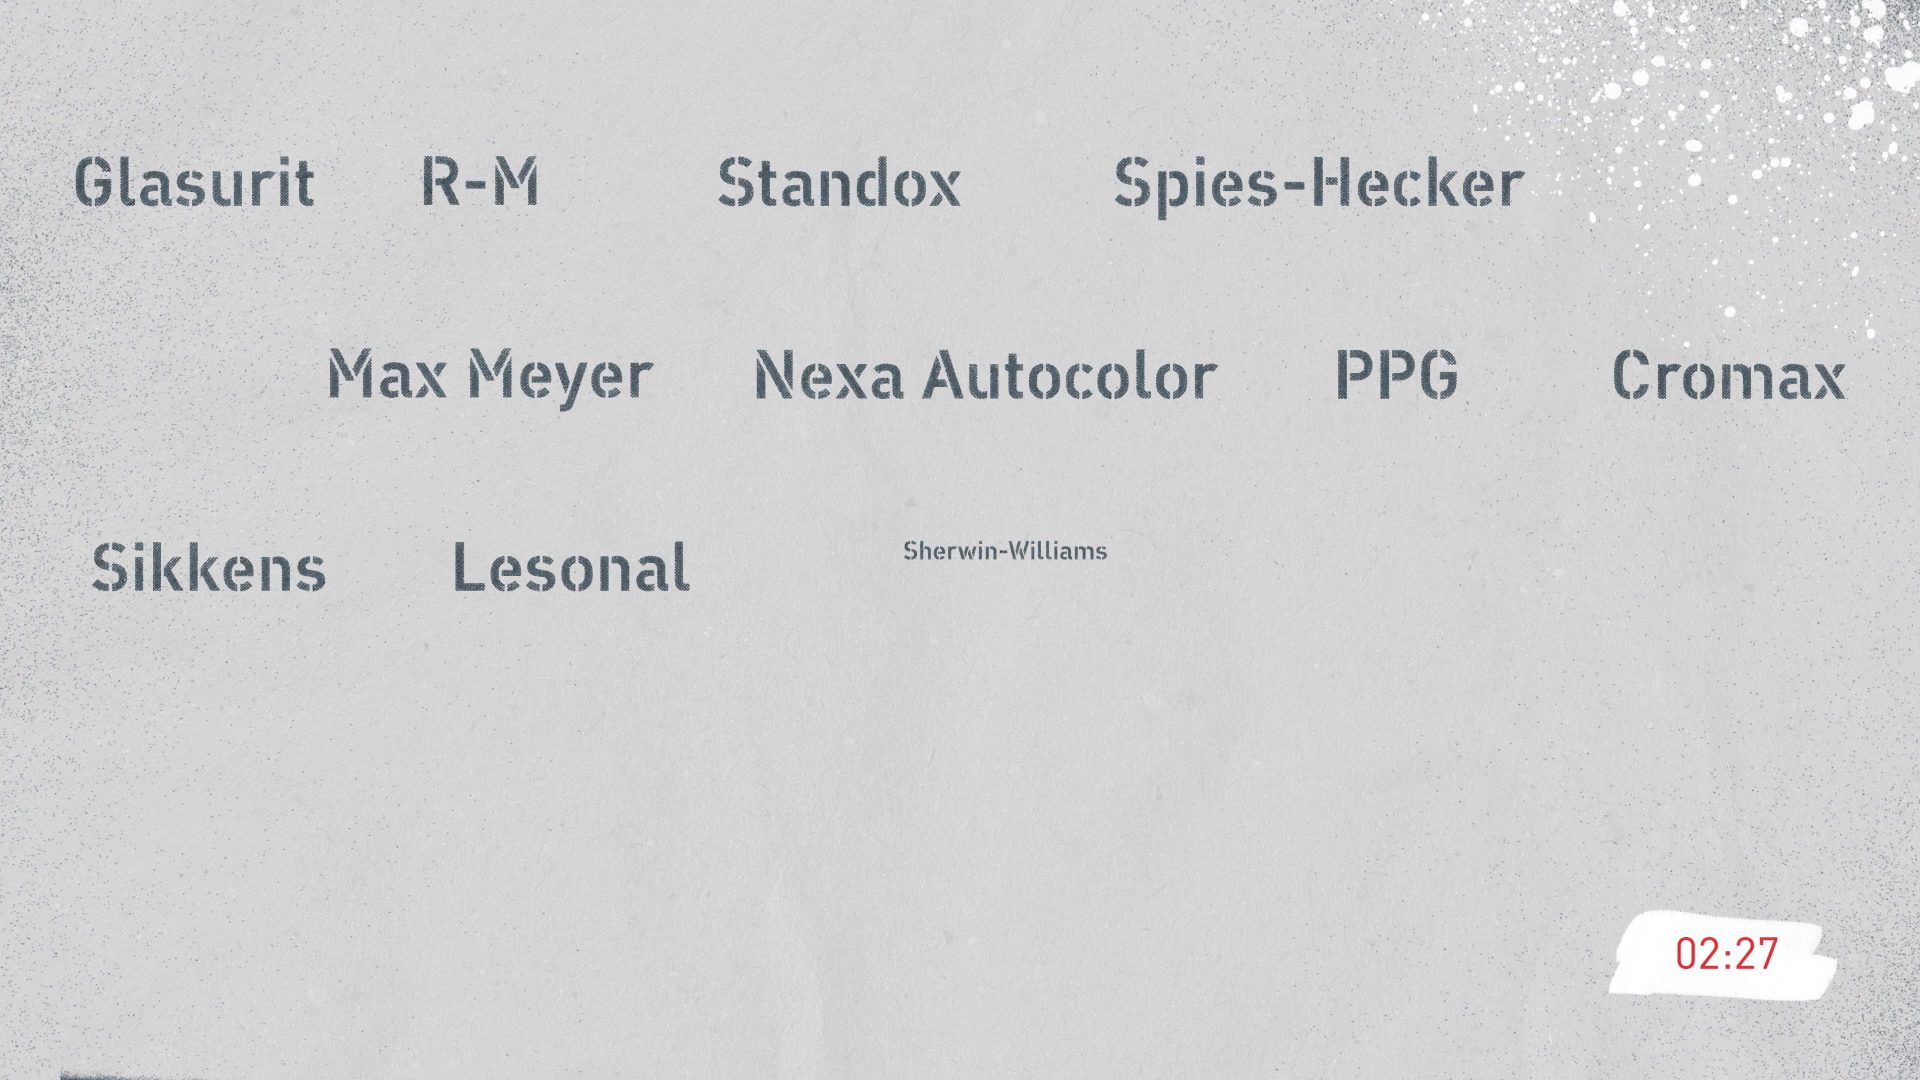 Glasurit R-M Standox Spies-Hecker
Max Meyer Nexa Autocolor PPG Cromax
Sikkens Lesonal Sherwin-Williams
02:27